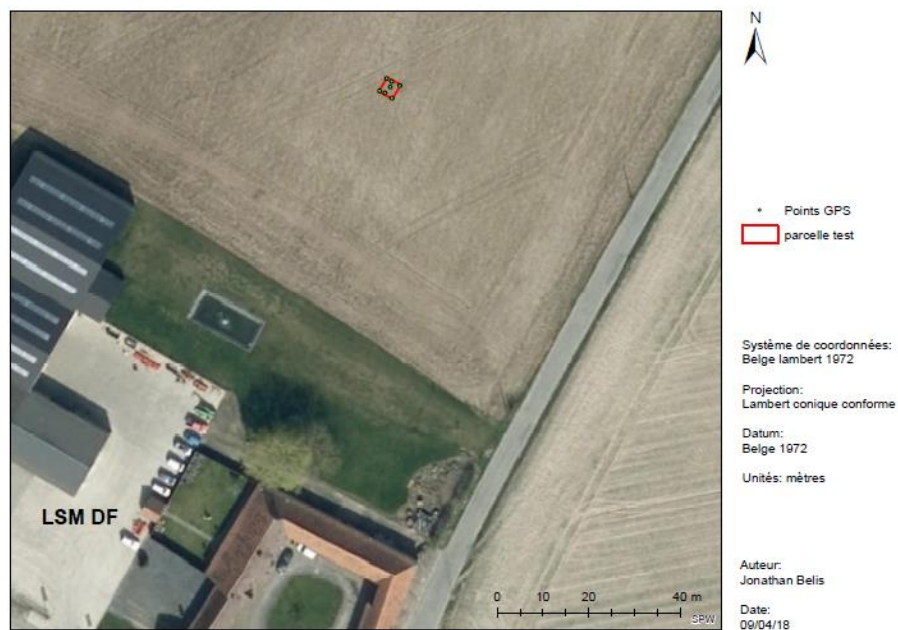 N
Points GPS
parcelle test
Système de coordonnées:
Belge lambert 1972
Projection:
Lambert conique conforme
Datum:
Belge 1972
Unités: mètres
LSM DF
Auteur:
Jonathan Belis
0 10 20 40 m
SPW
Date:
09/04/18